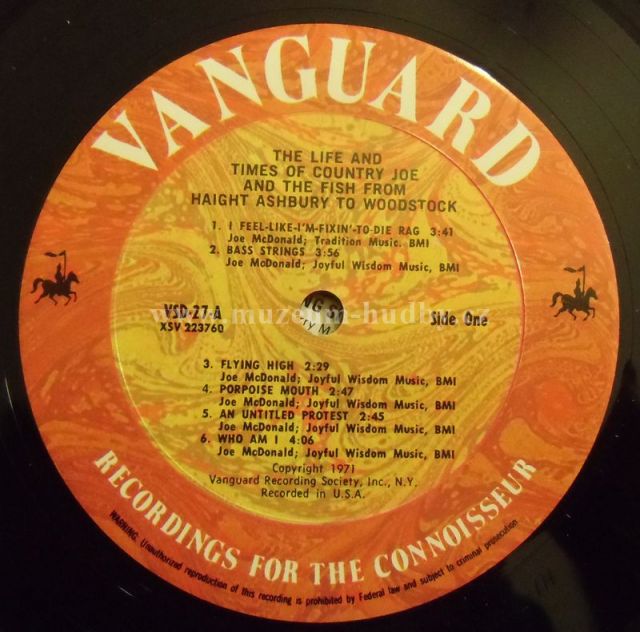 VANGUARD
THE LIFE AND
TIMES OF COUNTRY JOE
AND THE FISH FROM
HAIGHT ASHBURY TO WOODSTOCK
1. I FEEL-LIKE-I'M-FIXIN'-TO-DIE RAG 3:41
Joe McDonald; Tradition Music. BMI
2. BASS STRINGS 3:56
Joe McDonald; Joyful Wisdom Music, BMI
VSD-27-A
XSV 223760
Side One
3. FLYING HIGH 2:29
Joe McDonald; Joyful Wisdom Music, BMI
4. PORPOISE MOUTH 2:47
Joe McDonald; Joyful Wisdom Music, BMI
5. AN UNTITLED PROTEST 2:45
Joe McDonald; Joyful Wisdom Music, BMI
6. WHO AM I 4:06
Joe McDonald; Joyful Wisdom Music, BMI
Copyright 1971
Vanguard Recording Society, Inc., N.Y.
Recorded in U.S.A.
RECORDINGS FOR THE CONNOISSEUR
WARNING. Unauthorized reproduction of this recording is prohibited by Federal law and subject to criminal prosecution